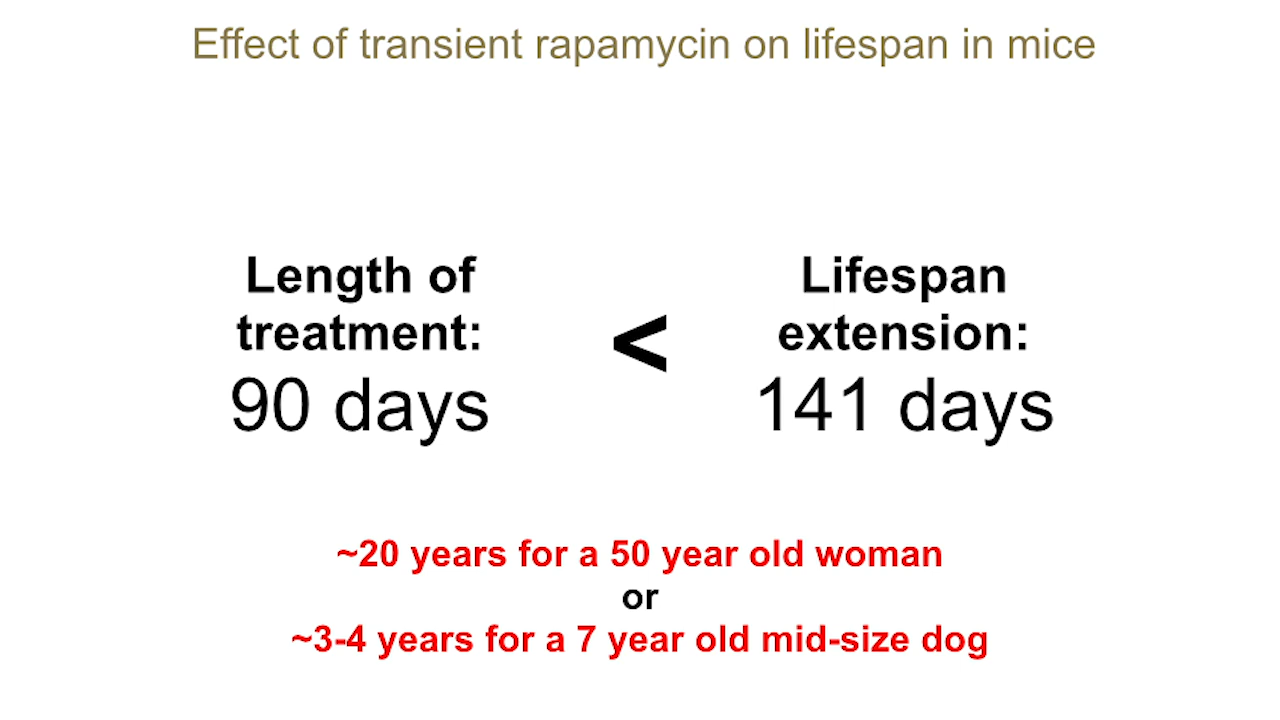 Effect of transient rapamycin on lifespan in mice
Length of
treatment:
90 days
<
Lifespan
extension:
141 days
~20 years for a 50 year old woman
or
~3-4 years for a 7 year old mid-size dog